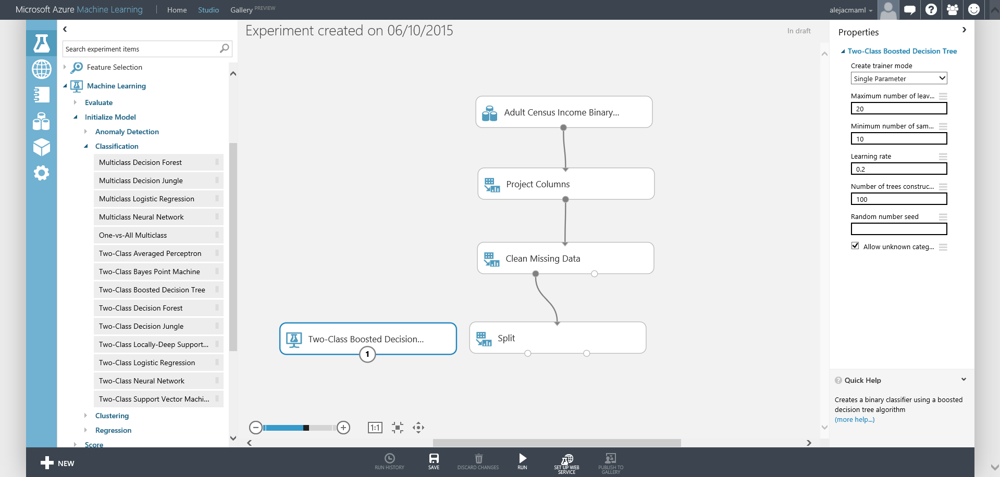 Microsoft Azure Machine Learning
Home
Studio
Gallery PREVIEW
alejacmaml
Search experiment items
Feature Selection
Machine Learning
Evaluate
Initialize Model
Anomaly Detection
Classification
Multiclass Decision Forest
Multiclass Decision Jungle
Multiclass Logistic Regression
Multiclass Neural Network
One-vs-All Multiclass
Two-Class Averaged Perceptron
Two-Class Bayes Point Machine
Two-Class Boosted Decision Tree
Two-Class Decision Forest
Two-Class Decision Jungle
Two-Class Locally-Deep Support...
Two-Class Logistic Regression
Two-Class Neural Network
Two-Class Support Vector Machi...
Clustering
Regression
Score
Experiment created on 06/10/2015
In draft
Adult Census Income Binary...
Project Columns
Clean Missing Data
Two-Class Boosted Decision...
1
Split
1:1
Properties
Two-Class Boosted Decision Tree
Create trainer mode
Single Parameter
Maximum number of leav...
20
Minimum number of sam...
10
Learning rate
0.2
Number of trees construc...
100
Random number seed
Allow unknown categ...
Quick Help
Creates a binary classifier using a boosted
decision tree algorithm
(more help...)
NEW
RUN HISTORY
SAVE
DISCARD CHANGES
RUN
SET UP WEB
SERVICE
PUBLISH TO
GALLERY